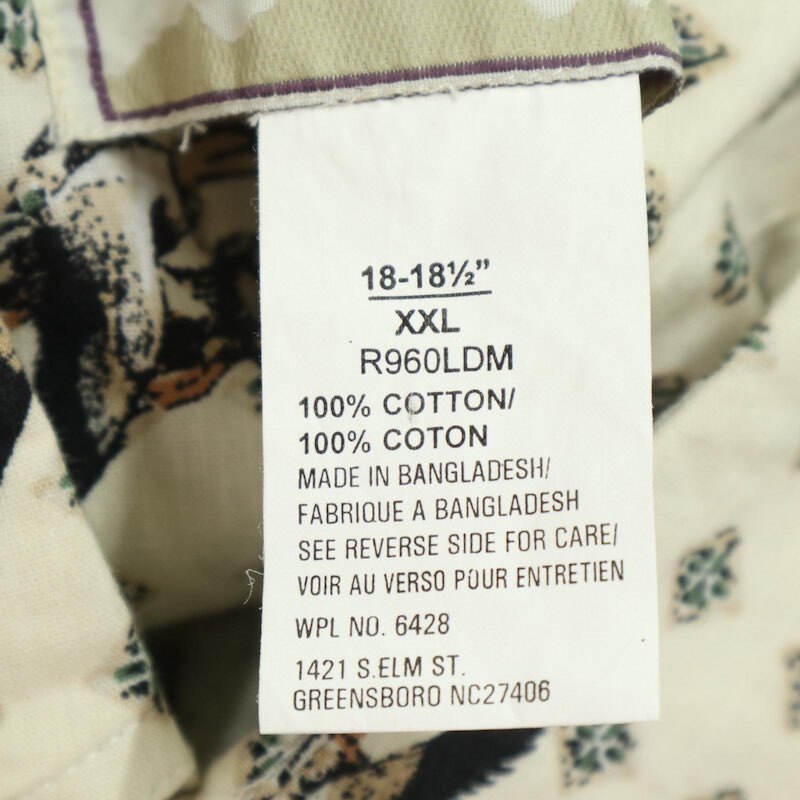 18-18½"
XXL
R960LDM
100% COTTON/
100% COTON
MADE IN BANGLADESH/
FABRIQUE A BANGLADESH
SEE REVERSE SIDE FOR CARE/
VOIR AU VERSO POUR ENTRETIEN
WPL NO. 6428
1421 S.ELM ST.
GREENSBORO NC27406